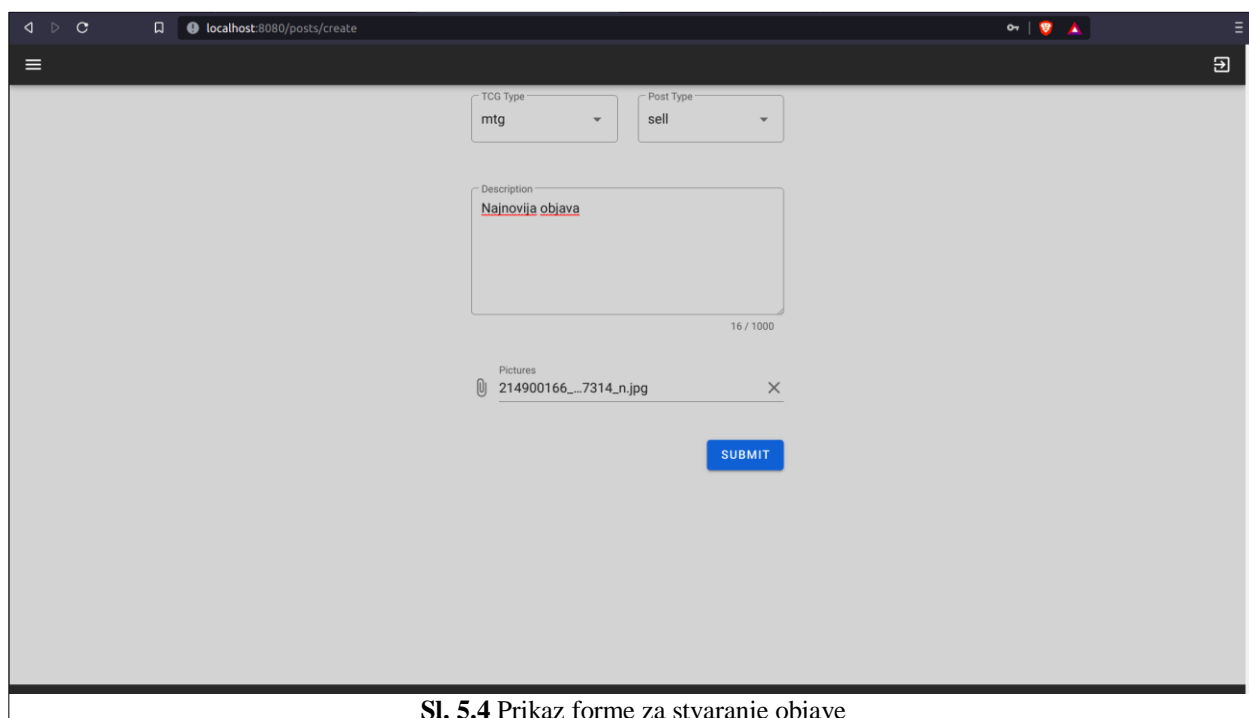 localhost:8080/posts/create
TCG Type
Post Type
mtg
sell
Description
Najnovija objava
16 / 1000
Pictures
214900166_...7314_n.jpg
SUBMIT
Sl. 5.4 Prikaz forme za stvaranje objave